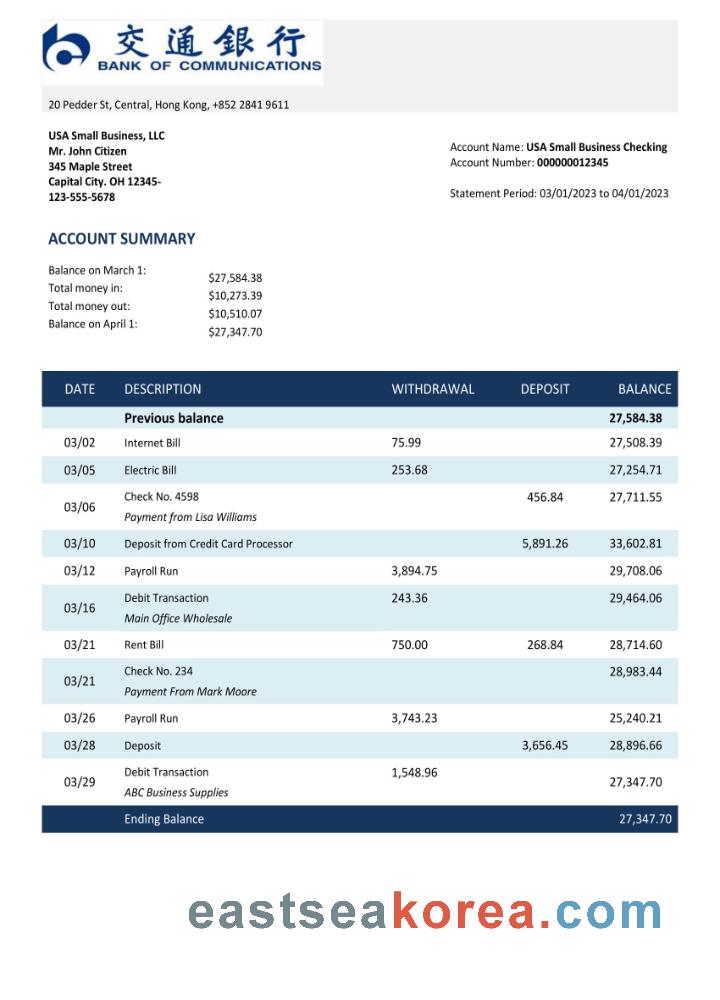 交通銀行
BANK OF COMMUNICATIONS
20 Pedder St, Central, Hong Kong, +852 2841 9611
USA Small Business, LLC
Mr. John Citizen
345 Maple Street
Capital City. OH 12345-
123-555-5678
Account Name: USA Small Business Checking
Account Number: 000000012345
Statement Period: 03/01/2023 to 04/01/2023
ACCOUNT SUMMARY
Balance on March 1: $27,584.38
Total money in: $10,273.39
Total money out: $10,510.07
Balance on April 1: $27,347.70
DATE DESCRIPTION WITHDRAWAL DEPOSIT BALANCE
Previous balance 27,584.38
03/02 Internet Bill 75.99 27,508.39
03/05 Electric Bill 253.68 27,254.71
03/06 Check No. 4598 456.84 27,711.55
Payment from Lisa Williams
03/10 Deposit from Credit Card Processor 5,891.26 33,602.81
03/12 Payroll Run 3,894.75 29,708.06
03/16 Debit Transaction 243.36 29,464.06
Main Office Wholesale
03/21 Rent Bill 750.00 268.84 28,714.60
03/21 Check No. 234 28,983.44
Payment From Mark Moore
03/26 Payroll Run 3,743.23 25,240.21
03/28 Deposit 3,656.45 28,896.66
03/29 Debit Transaction 1,548.96 27,347.70
ABC Business Supplies
Ending Balance 27,347.70
eastseakorea.com